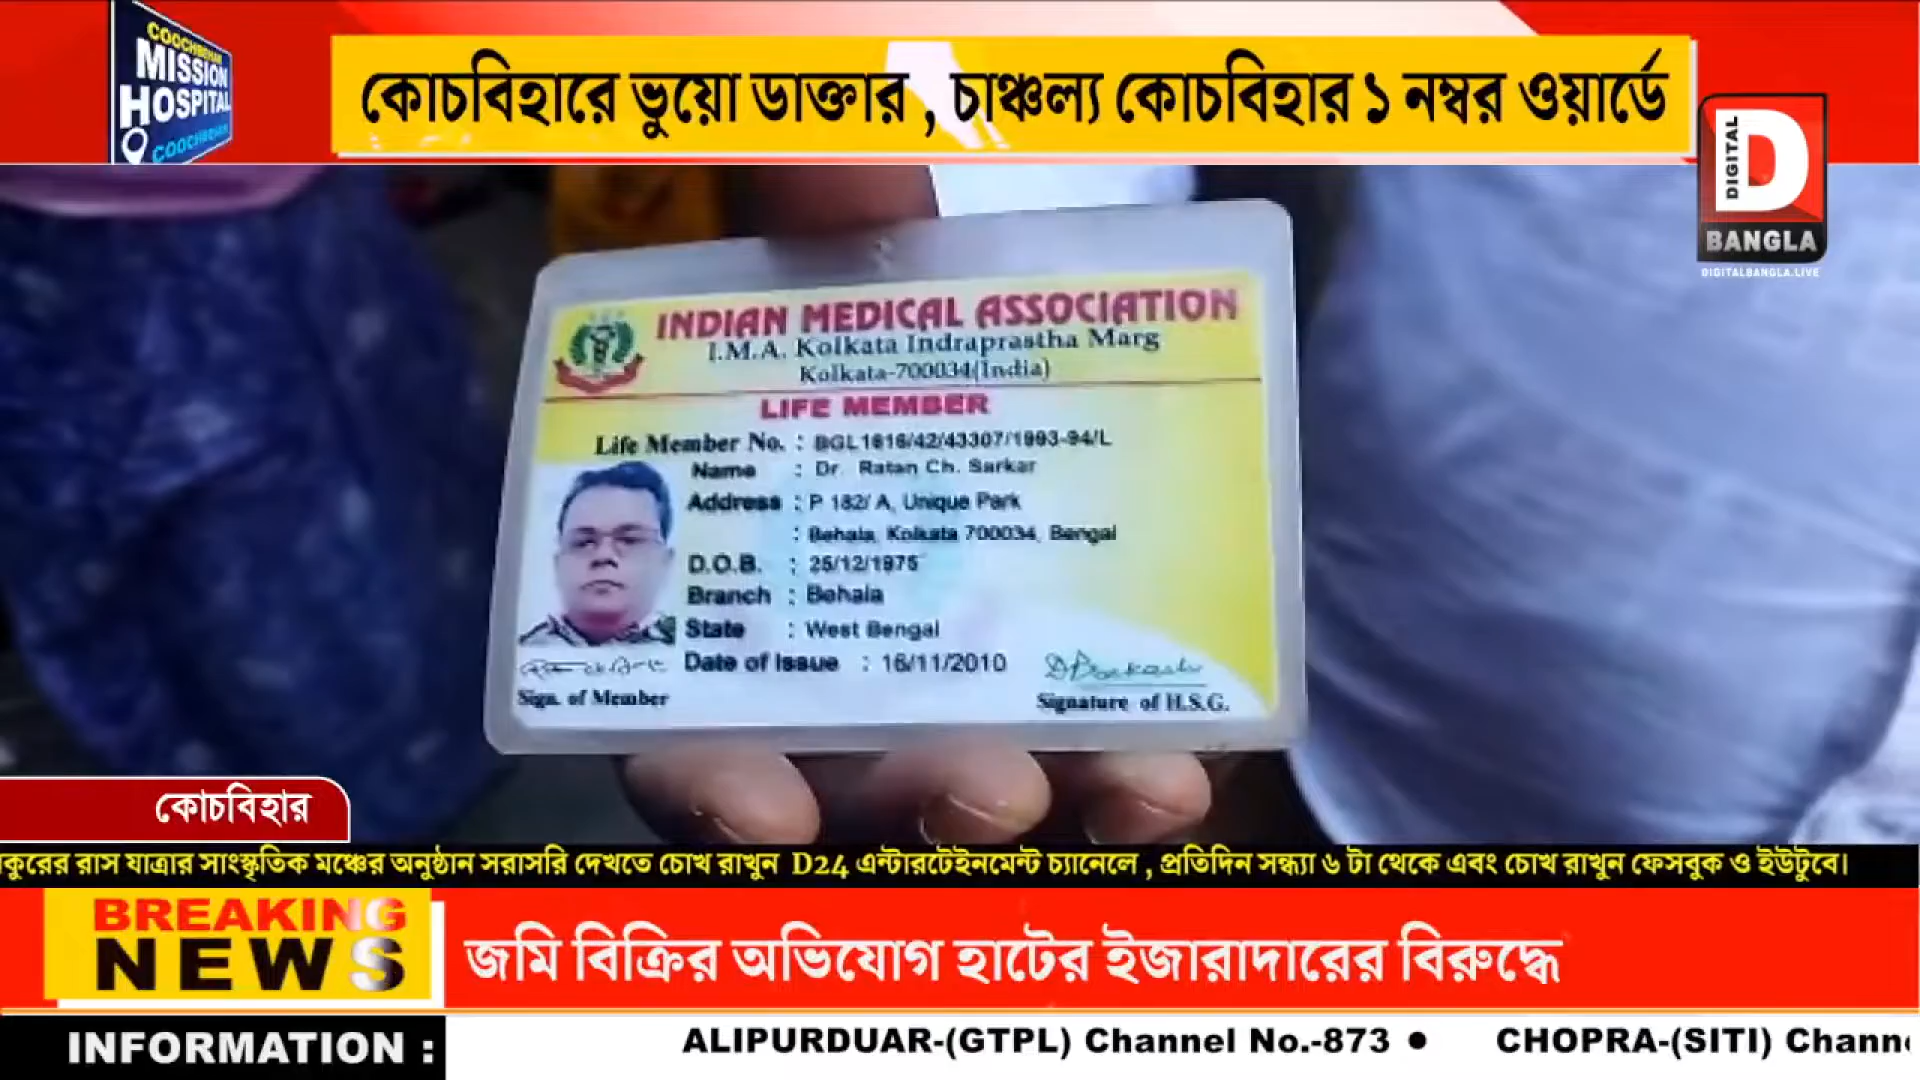 COOCHBEHAR
MISSION
HOSPITAL
COOCHBEHAR
কোচবিহারে ভুয়ো ডাক্তার , চাঞ্চল্য কোচবিহার ১ নম্বর ওয়ার্ডে
DIGITAL
D
BANGLA
DIGITALBANGLA.LIVE
INDIAN MEDICAL ASSOCIATION
I.M.A. Kolkata Indraprastha Marg
Kolkata-700034(India)
LIFE MEMBER
Life Member No. : BGL1616/42/43307/1993-94/L
Name : Dr. Ratan Ch. Sarkar
Address : P 182/ A, Unique Park
: Behala, Kolkata 700034, Bengal
D.O.B. : 25/12/1975
Branch : Behala
State : West Bengal
Date of Issue : 16/11/2010
Sign. of Member
Signature of H.S.G.
কোচবিহার
কুরের রাস যাত্রার সাংস্কৃতিক মঞ্চের অনুষ্ঠান সরাসরি দেখতে চোখ রাখুন D24 এন্টারটেইনমেন্ট চ্যানেলে , প্রতিদিন সন্ধ্যা ৬ টা থেকে এবং চোখ রাখুন ফেসবুক ও ইউটুবে।
BREAKING
NEWS
জমি বিক্রির অভিযোগ হাটের ইজারাদারের বিরুদ্ধে
INFORMATION :
ALIPURDUAR-(GTPL) Channel No.-873 ● CHOPRA-(SITI) Chann